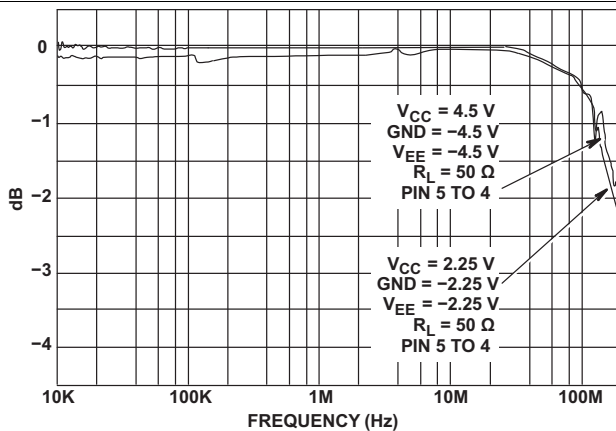 0
−1
−2
−3
−4
dB
V_CC = 4.5 V
GND = −4.5 V
V_EE = −4.5 V
R_L = 50 Ω
PIN 5 TO 4
V_CC = 2.25 V
GND = −2.25 V
V_EE = −2.25 V
R_L = 50 Ω
PIN 5 TO 4
10K 100K 1M 10M 100M
FREQUENCY (Hz)